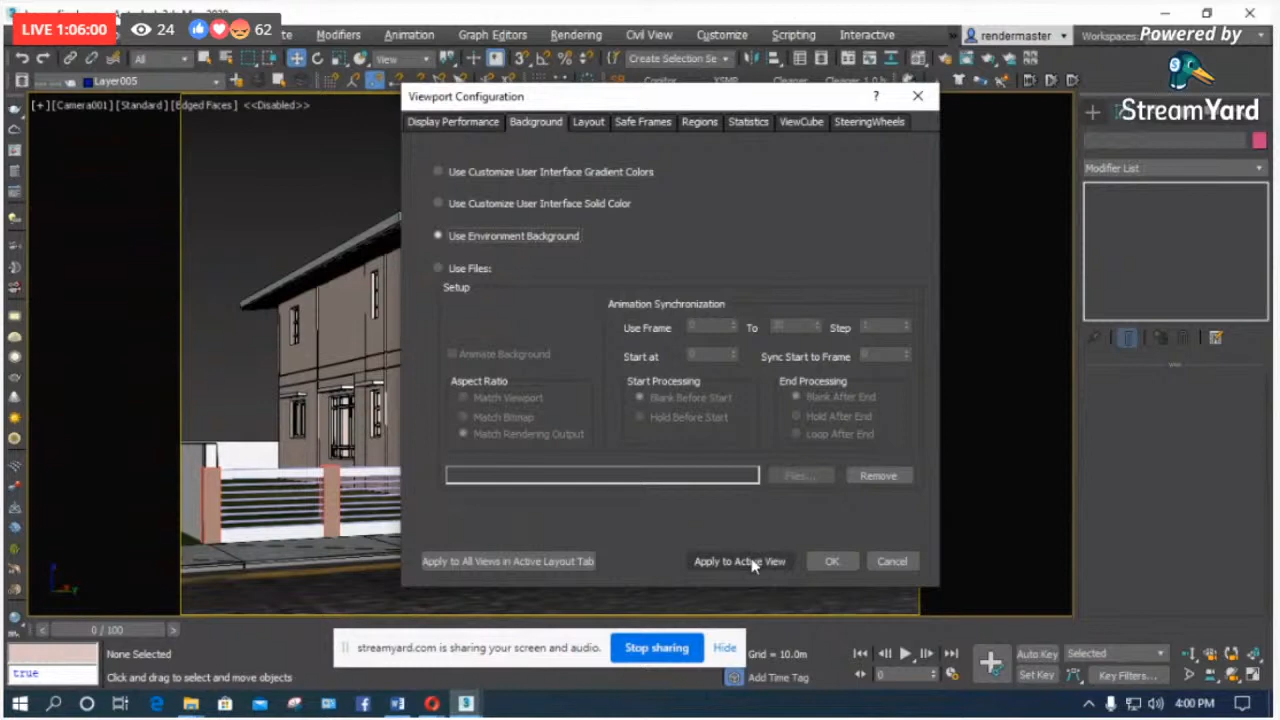 LIVE 1:06:00 24 62
Modifiers Animation Graph Editors Rendering Civil View Customize Scripting Interactive rendermaster Workspaces:
Powered by
StreamYard
All View Create Selection Se
Layer005
[+][Camera001][Standard][Edged Faces] <<Disabled>>
Viewport Configuration ?
Display Performance Background Layout Safe Frames Regions Statistics ViewCube SteeringWheels
Modifier List
Use Customize User Interface Gradient Colors
Use Customize User Interface Solid Color
Use Environment Background
Use Files:
Setup
Animation Synchronization
Use Frame 0 To 30 Step 1
Animate Background
Start at 0 Sync Start to Frame 0
Aspect Ratio Start Processing End Processing
Match Viewport Blank Before Start Blank After End
Match Bitmap Hold Before Start Hold After End
Match Rendering Output Loop After End
Files... Remove
Apply to All Views in Active Layout Tab Apply to Active View OK Cancel
0 / 100
None Selected
streamyard.com is sharing your screen and audio. Stop sharing Hide
Grid = 10.0m
Auto Key Selected
true
Click and drag to select and move objects
Add Time Tag
0
Set Key Key Filters...
4:00 PM